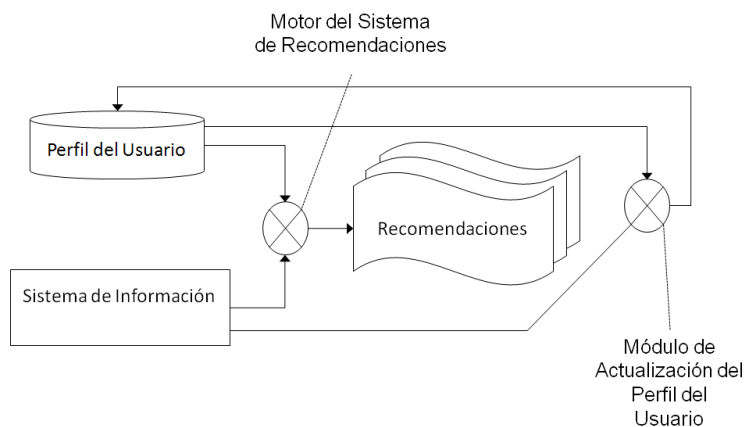 Motor del Sistema
de Recomendaciones
Perfil del Usuario
Recomendaciones
Sistema de Información
Módulo de
Actualización del
Perfil del
Usuario